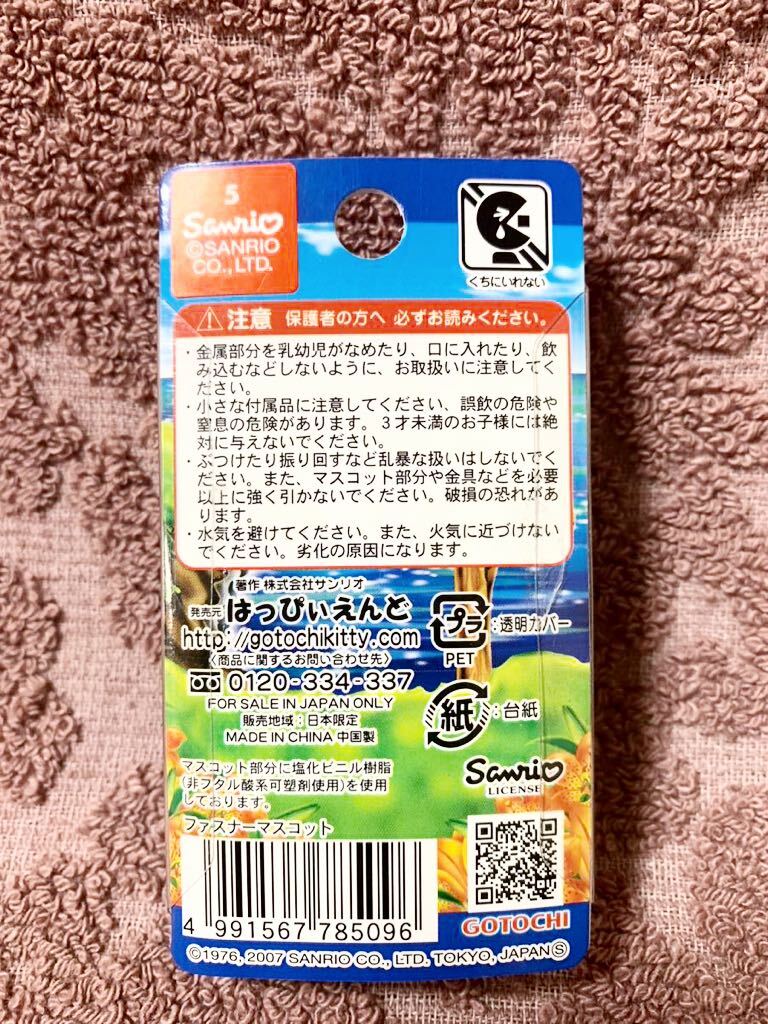 5
Sanrio
©SANRIO
CO.,LTD.
くちにいれない
注意 保護者の方へ 必ずお読みください。
・金属部分を乳幼児がなめたり、口に入れたり、飲
み込むなどしないように、お取扱いに注意してく
ださい。
・小さな付属品に注意してください、誤飲の危険や
窒息の危険があります。3才未満のお子様には絶
対に与えないでください。
・ぶつけたり振り回すなど乱暴な扱いはしないでく
ださい。また、マスコット部分や金具などを必要
以上に強く引かないでください。破損の恐れがあ
ります。
・水気を避けてください。また、火気に近づけない
でください。劣化の原因になります。
著作 株式会社サンリオ
発売元 はっぴぃえんど
http://gotochikitty.com
〈商品に関するお問い合わせ先〉
0120-334-337
FOR SALE IN JAPAN ONLY
販売地域：日本限定
MADE IN CHINA 中国製
プラ：透明カバー
PET
紙：台紙
マスコット部分に塩化ビニル樹脂
(非フタル酸系可塑剤使用)を使用
しております。
ファスナーマスコット
Sanrio
LICENSE
4 991567 785096
GOTOCHI
©1976, 2007 SANRIO CO., LTD. TOKYO, JAPAN Ⓢ